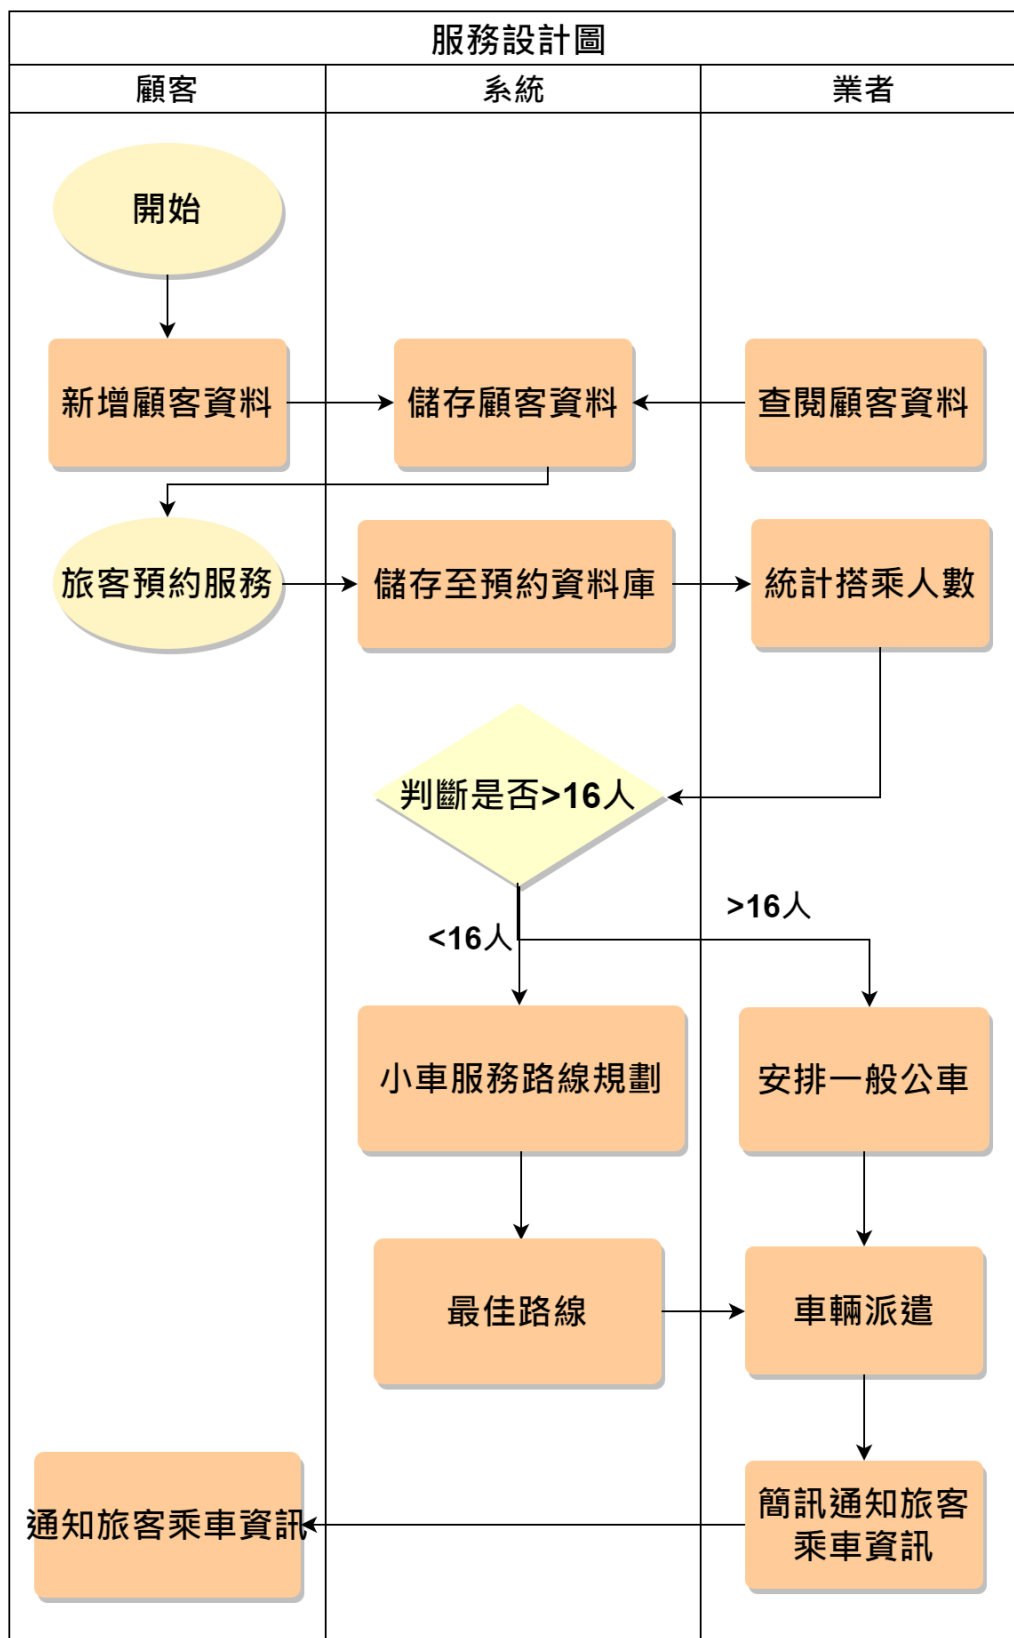 服務設計圖
顧客
系統
業者
開始
新增顧客資料
儲存顧客資料
查閱顧客資料
旅客預約服務
儲存至預約資料庫
統計搭乘人數
判斷是否>16人
<16人
>16人
小車服務路線規劃
安排一般公車
最佳路線
車輛派遣
通知旅客乘車資訊
簡訊通知旅客
乘車資訊